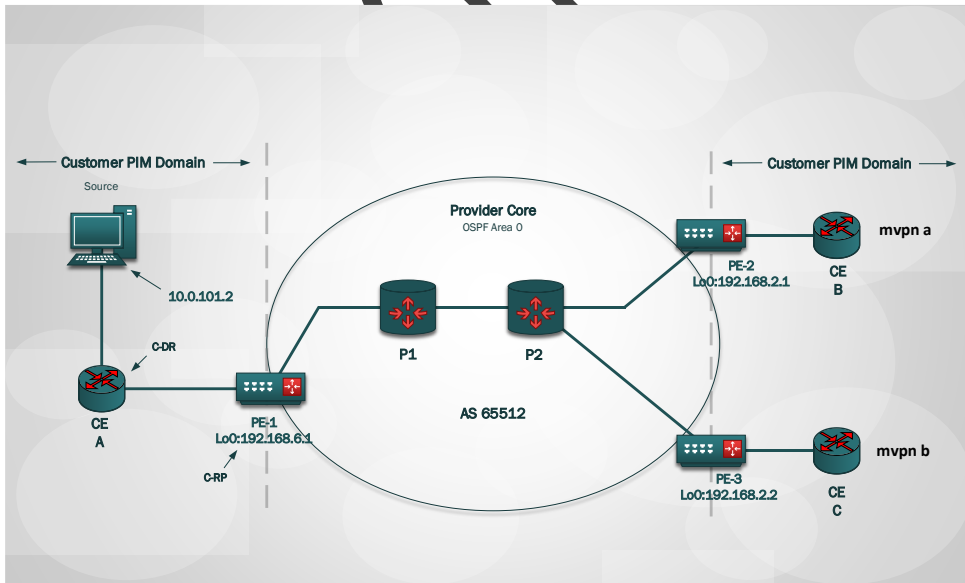 Customer PIM Domain
Source
10.0.101.2
C-DR
CE
A
PE-1
Lo0:192.168.6.1
C-RP
Provider Core
OSPF Area 0
P1
P2
AS 65512
Customer PIM Domain
PE-2
Lo0:192.168.2.1
CE
B
mvpn a
PE-3
Lo0:192.168.2.2
CE
C
mvpn b